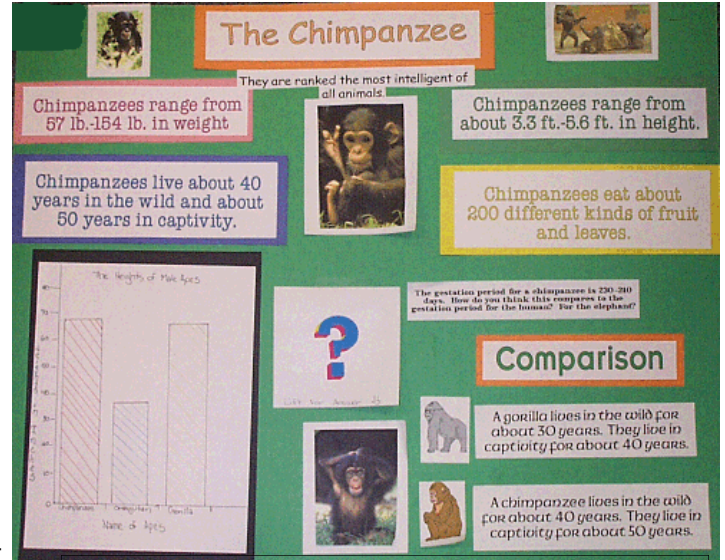 The Chimpanzee
They are ranked the most intelligent of
all animals.
Chimpanzees range from
57 lb.-154 lb. in weight
Chimpanzees range from
about 3.3 ft.-5.6 ft. in height.
Chimpanzees live about 40
years in the wild and about
50 years in captivity.
Chimpanzees eat about
200 different kinds of fruit
and leaves.
The Heights of Male Apes
Name of Apes
?
The gestation period for a chimpanzee is 230-240
days. How do you think this compares to the
gestation period for the human? For the elephant?
Comparison
A gorilla lives in the wild for
about 30 years. They live in
captivity for about 40 years.
A chimpanzee lives in the wild
for about 40 years. They live in
captivity for about 50 years.